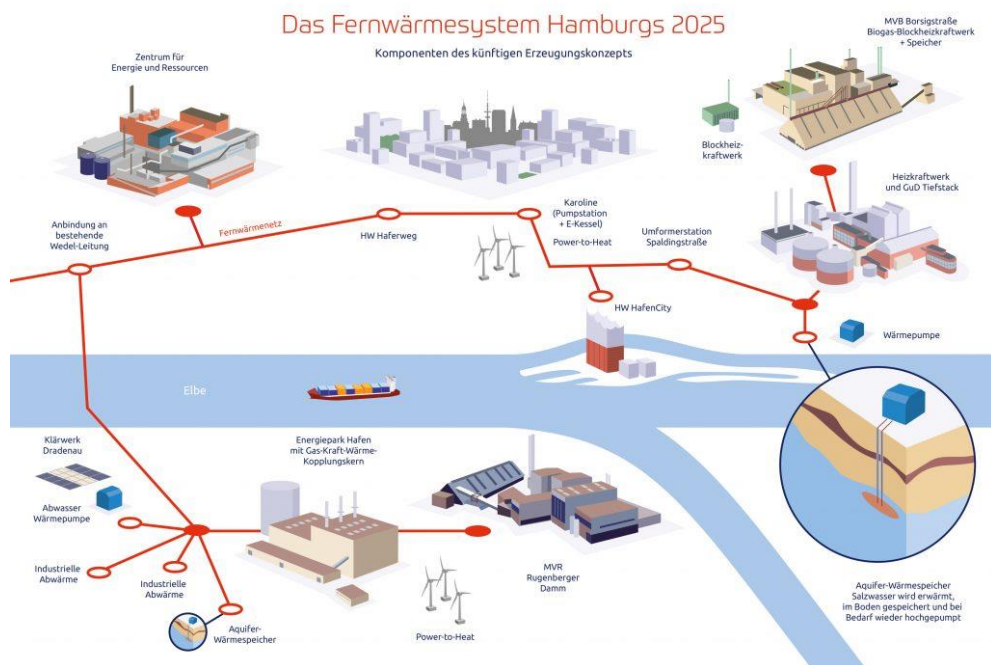 Das Fernwärmesystem Hamburgs 2025
Komponenten des künftigen Erzeugungskonzepts
Zentrum für
Energie und Ressourcen
MVB Borsigstraße
Biogas-Blockheizkraftwerk
+ Speicher
Blockheiz-
kraftwerk
Heizkraftwerk
und GuD Tiefstack
Anbindung an
bestehende
Wedel-Leitung
Fernwärmenetz
HW Haferweg
Karoline
(Pumpstation
+ E-Kessel)
Power-to-Heat
Umformerstation
Spaldingstraße
HW HafenCity
Wärmepumpe
Elbe
Klärwerk
Dradenau
Abwasser
Wärmepumpe
Industrielle
Abwärme
Industrielle
Abwärme
Aquifer-
Wärmespeicher
Energiepark Hafen
mit Gas-Kraft-Wärme-
Kopplungskern
Power-to-Heat
MVR
Rugenberger
Damm
Aquifer-Wärmespeicher
Salzwasser wird erwärmt,
im Boden gespeichert und bei
Bedarf wieder hochgepumpt